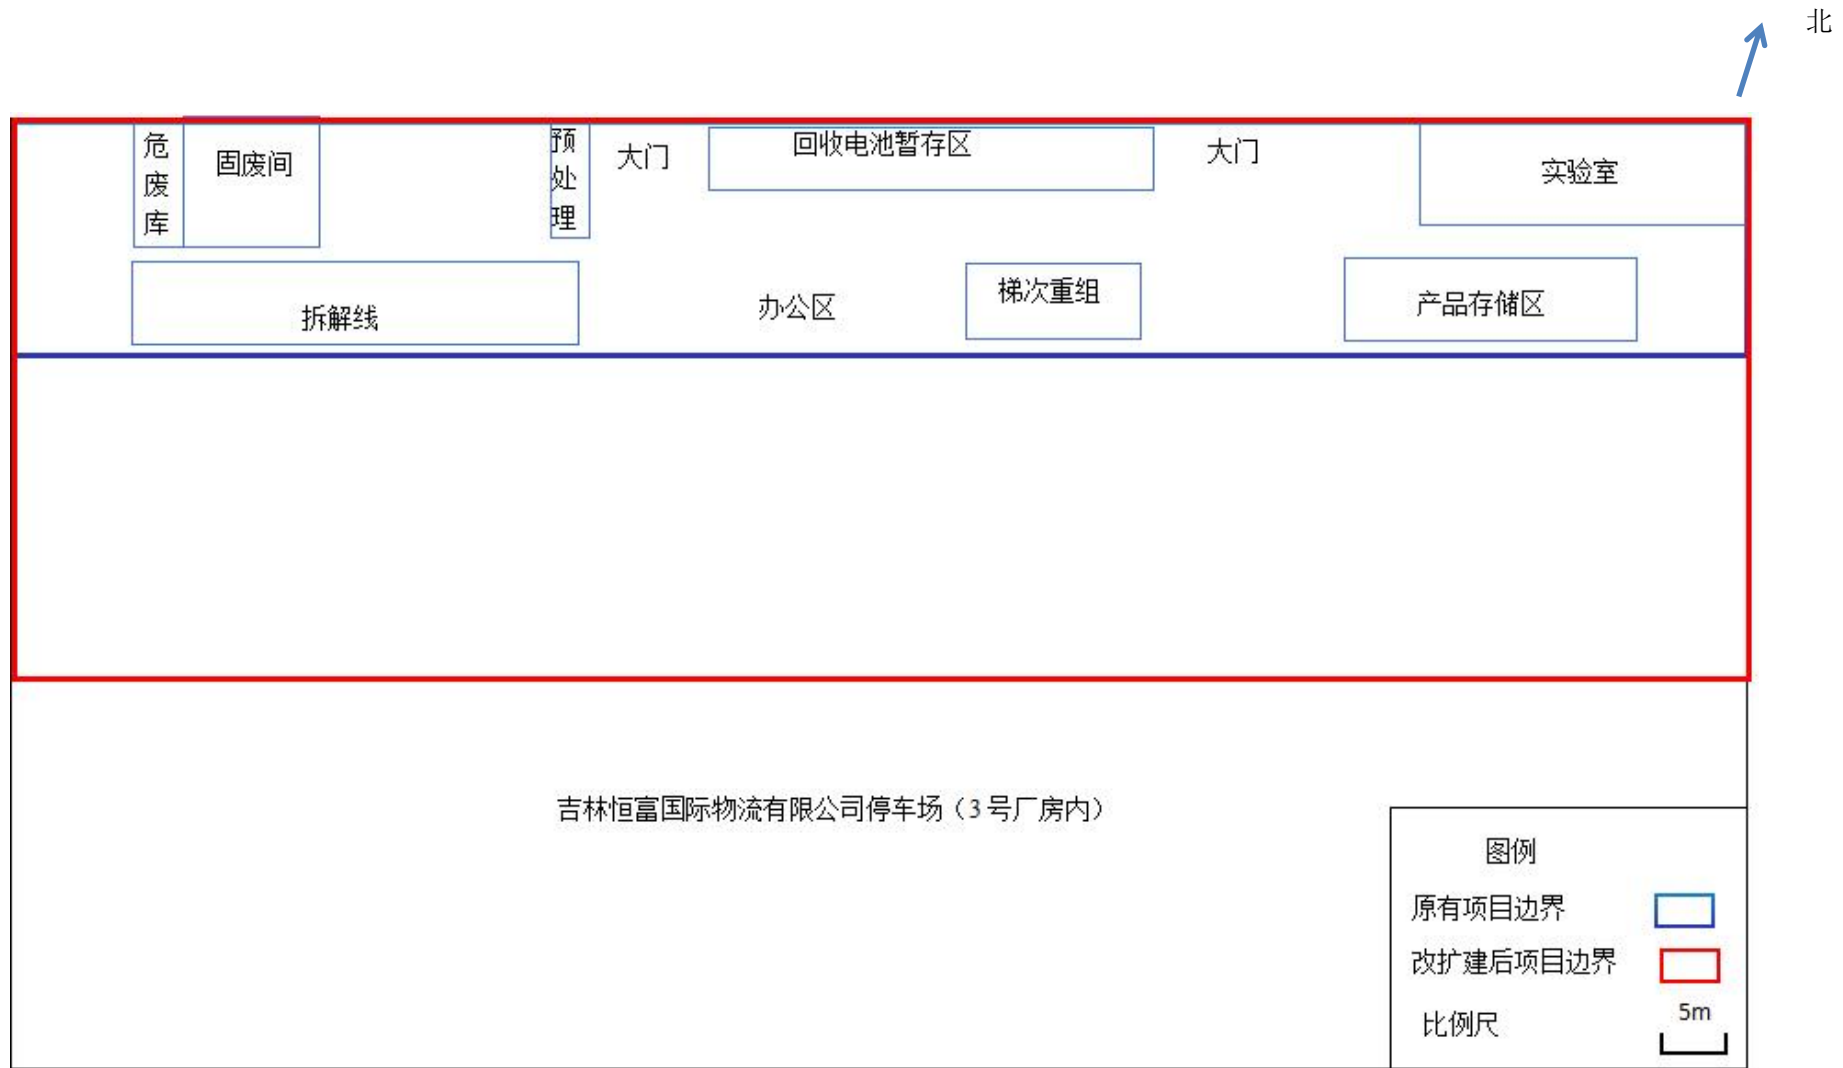 北
危废库
固废间
预处理
大门
回收电池暂存区
大门
实验室
拆解线
办公区
梯次重组
产品存储区
吉林恒富国际物流有限公司停车场（3号厂房内）
图例
原有项目边界
改扩建后项目边界
比例尺
5m